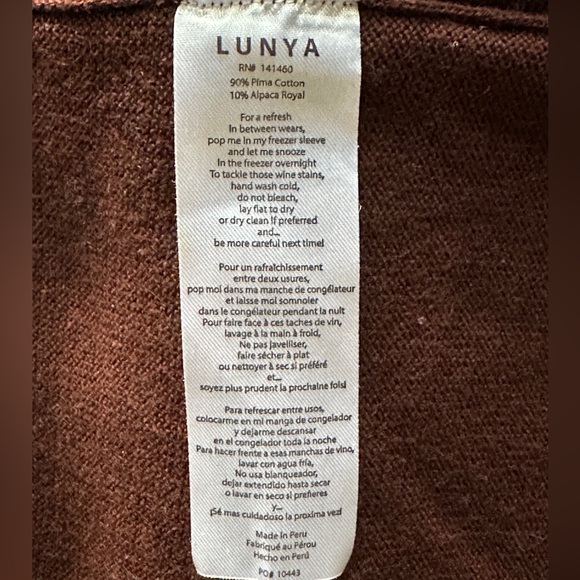 LUNYA
RN# 141460
90% Pima Cotton
10% Alpaca Royal
For a refresh
In between wears,
pop me in my freezer sleeve
and let me snooze
In the freezer overnight
To tackle those wine stains,
hand wash cold,
do not bleach,
lay flat to dry
or dry clean if preferred
and...
be more careful next time!
Pour un rafraîchissement
entre deux usures,
pop moi dans ma manche de congélateur
et laisse moi somnoler
dans le congélateur pendant la nuit
Pour faire face à ces taches de vin,
lavage à la main à froid,
Ne pas javelliser,
faire sécher à plat
ou nettoyer à sec si préféré
et...
soyez plus prudent la prochaine fois!
Para refrescar entre usos,
colocarme en mi manga de congelador
y dejarme descansar
en el congelador toda la noche
Para hacer frente a esas manchas de vino,
lavar con agua fría,
No usa blanqueador,
dejar extendido hasta secar
o lavar en seco si prefieres
y...
¡Sé mas cuidadoso la proxima vez!
Made in Peru
Fabriqué au Pérou
Hecho en Perú
PO# 10443